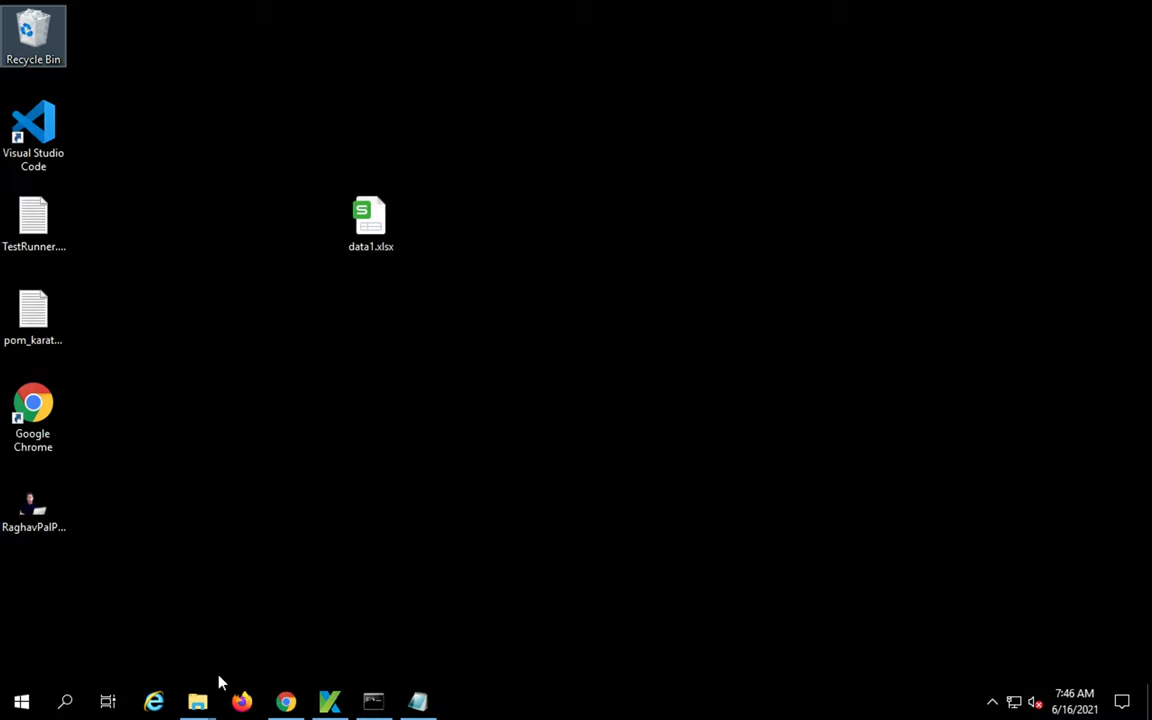 Recycle Bin
Visual Studio
Code
TestRunner....
data1.xlsx
pom_karat...
Google
Chrome
RaghavPalP...
7:46 AM
6/16/2021